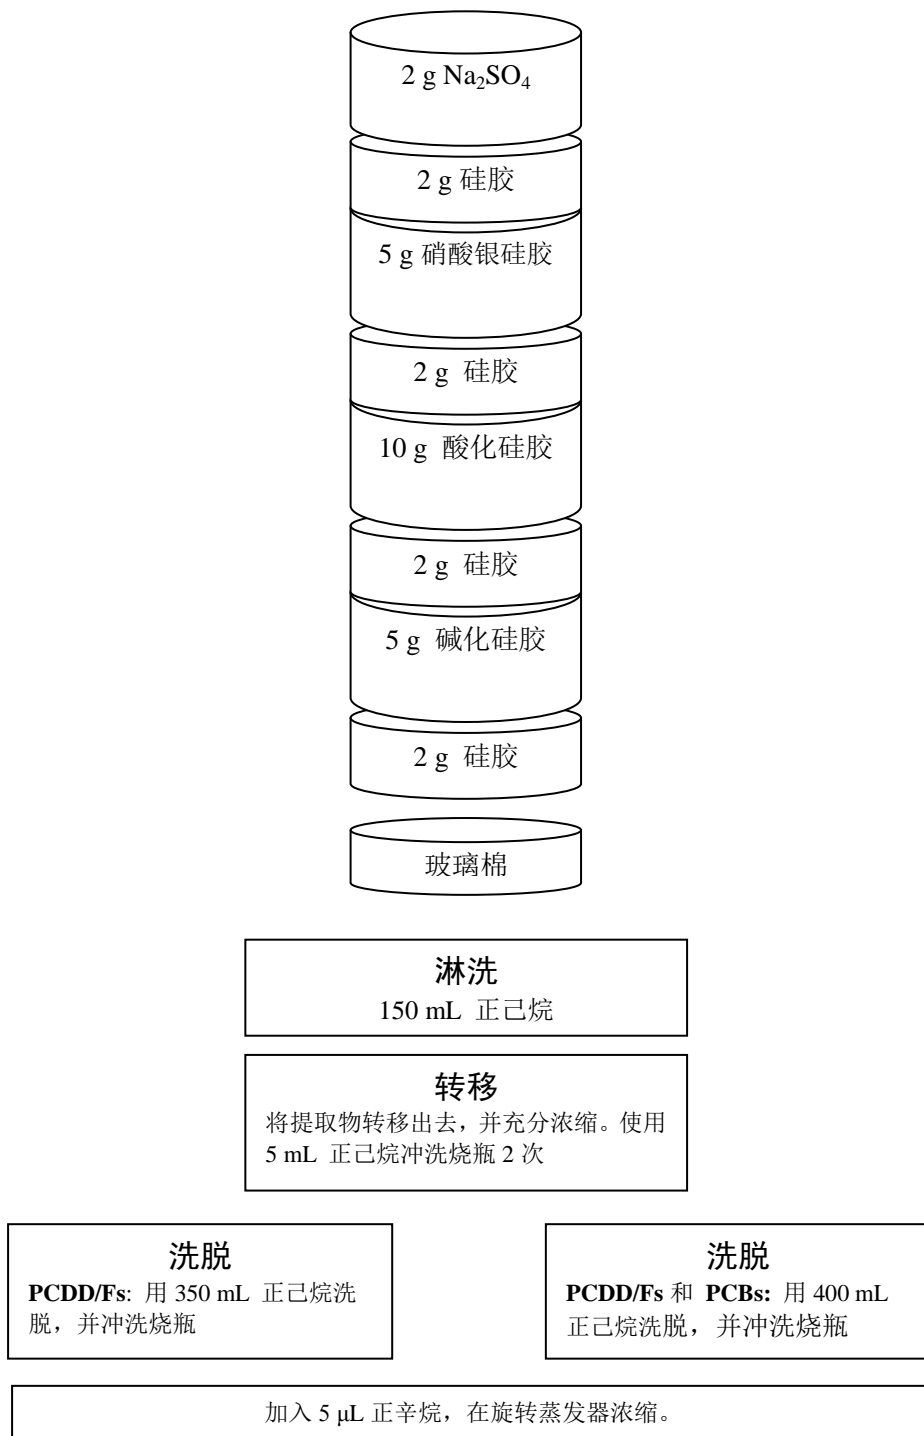 2 g Na₂SO₄
2 g 硅胶
5 g 硝酸银硅胶
2 g 硅胶
10 g 酸化硅胶
2 g 硅胶
5 g 碱化硅胶
2 g 硅胶
玻璃棉
淋洗
150 mL 正己烷
转移
将提取物转移出去，并充分浓缩。使用
5 mL 正己烷冲洗烧瓶 2 次
洗脱
PCDD/Fs: 用 350 mL 正己烷洗
脱，并冲洗烧瓶
洗脱
PCDD/Fs 和 PCBs: 用 400 mL
正己烷洗脱，并冲洗烧瓶
加入 5 μL 正辛烷，在旋转蒸发器浓缩。